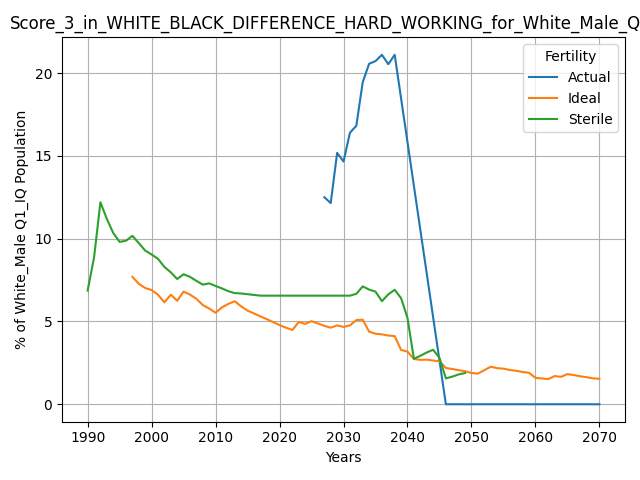 Score_3_in_WHITE_BLACK_DIFFERENCE_HARD_WORKING_for_White_Male_Q
Fertility
Actual
Ideal
Sterile
% of White_Male Q1_IQ Population
20
15
10
5
0
1990 2000 2010 2020 2030 2040 2050 2060 2070
Years